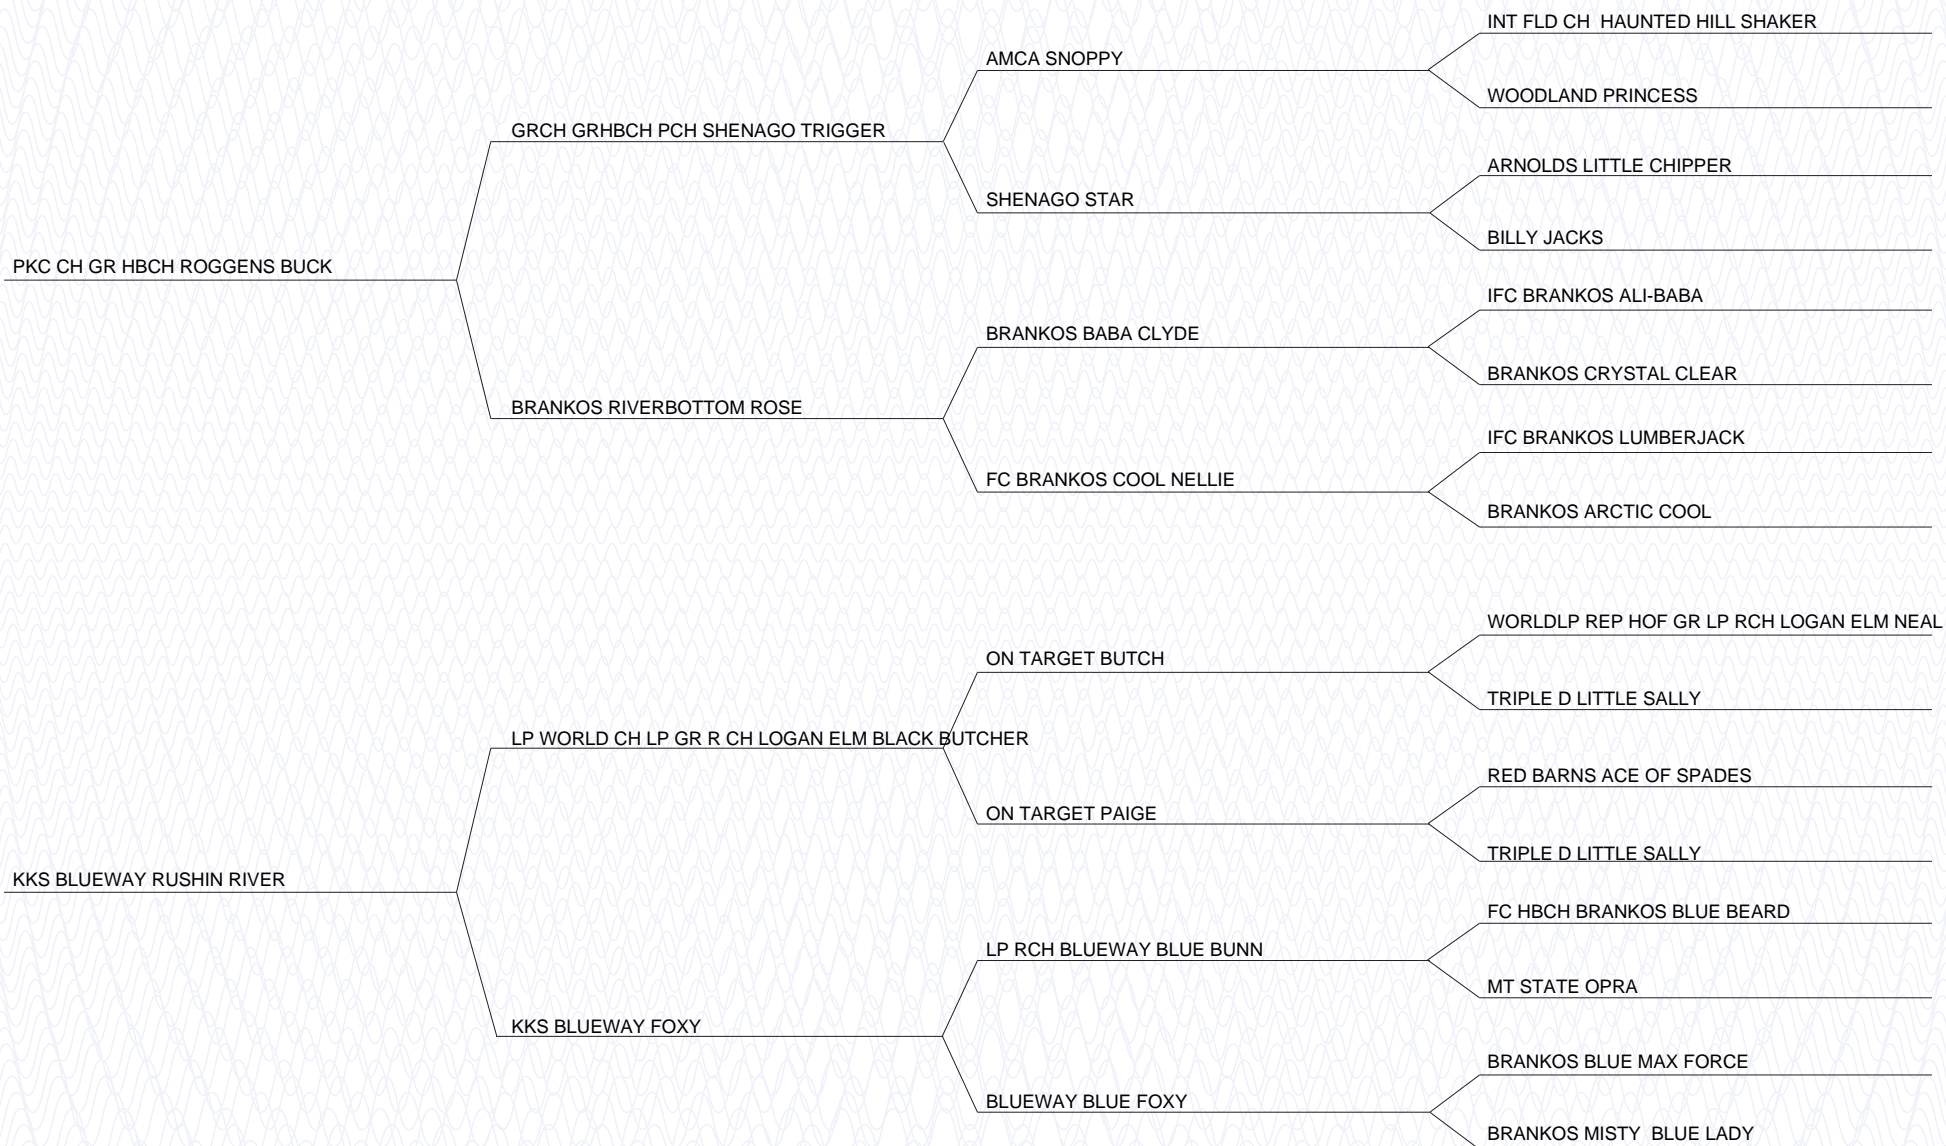 INT FLD CH  HAUNTED HILL SHAKER
AMCA SNOPPY
WOODLAND PRINCESS
GRCH GRHBCH PCH SHENAGO TRIGGER
ARNOLDS LITTLE CHIPPER
SHENAGO STAR
BILLY JACKS
PKC CH GR HBCH ROGGENS BUCK
IFC BRANKOS ALI-BABA
BRANKOS BABA CLYDE
BRANKOS CRYSTAL CLEAR
BRANKOS RIVERBOTTOM ROSE
IFC BRANKOS LUMBERJACK
FC BRANKOS COOL NELLIE
BRANKOS ARCTIC COOL
WORLDLP REP HOF GR LP RCH LOGAN ELM NEAL
ON TARGET BUTCH
TRIPLE D LITTLE SALLY
LP WORLD CH LP GR R CH LOGAN ELM BLACK BUTCHER
RED BARNS ACE OF SPADES
ON TARGET PAIGE
TRIPLE D LITTLE SALLY
KKS BLUEWAY RUSHIN RIVER
FC HBCH BRANKOS BLUE BEARD
LP RCH BLUEWAY BLUE BUNN
MT STATE OPRA
KKS BLUEWAY FOXY
BRANKOS BLUE MAX FORCE
BLUEWAY BLUE FOXY
BRANKOS MISTY  BLUE LADY